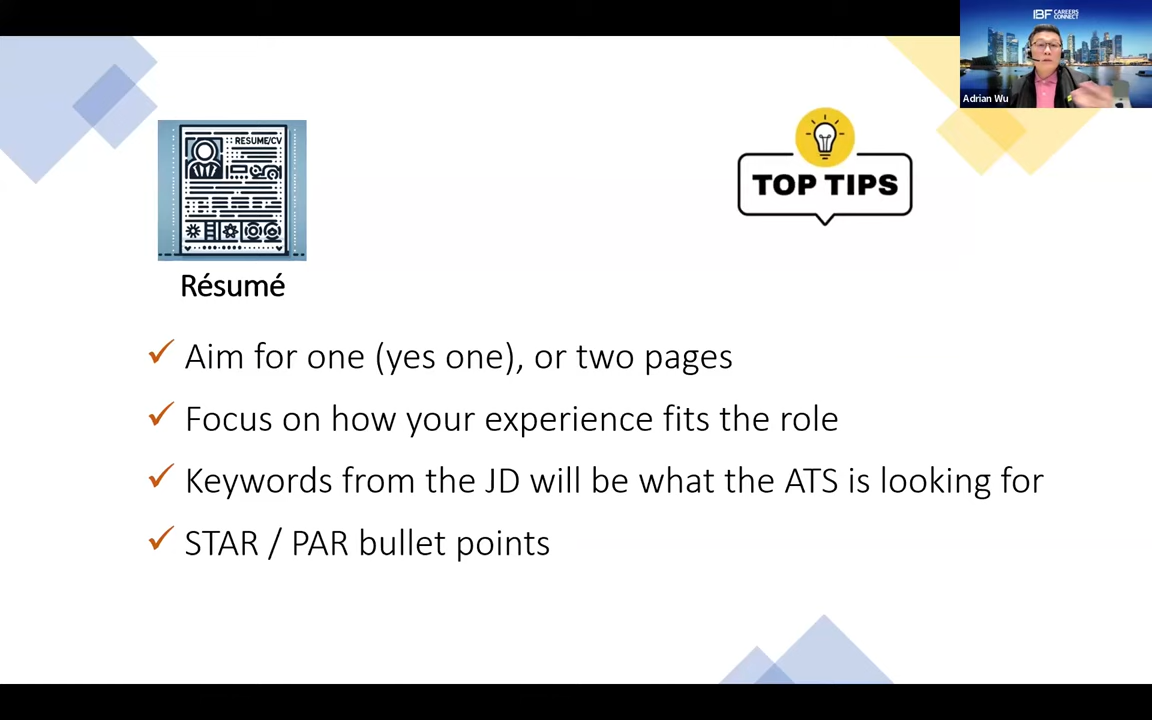 IBF CAREERS CONNECT
Adrian Wu
RESUME/CV
TOP TIPS
Résumé
Aim for one (yes one), or two pages
Focus on how your experience fits the role
Keywords from the JD will be what the ATS is looking for
STAR / PAR bullet points